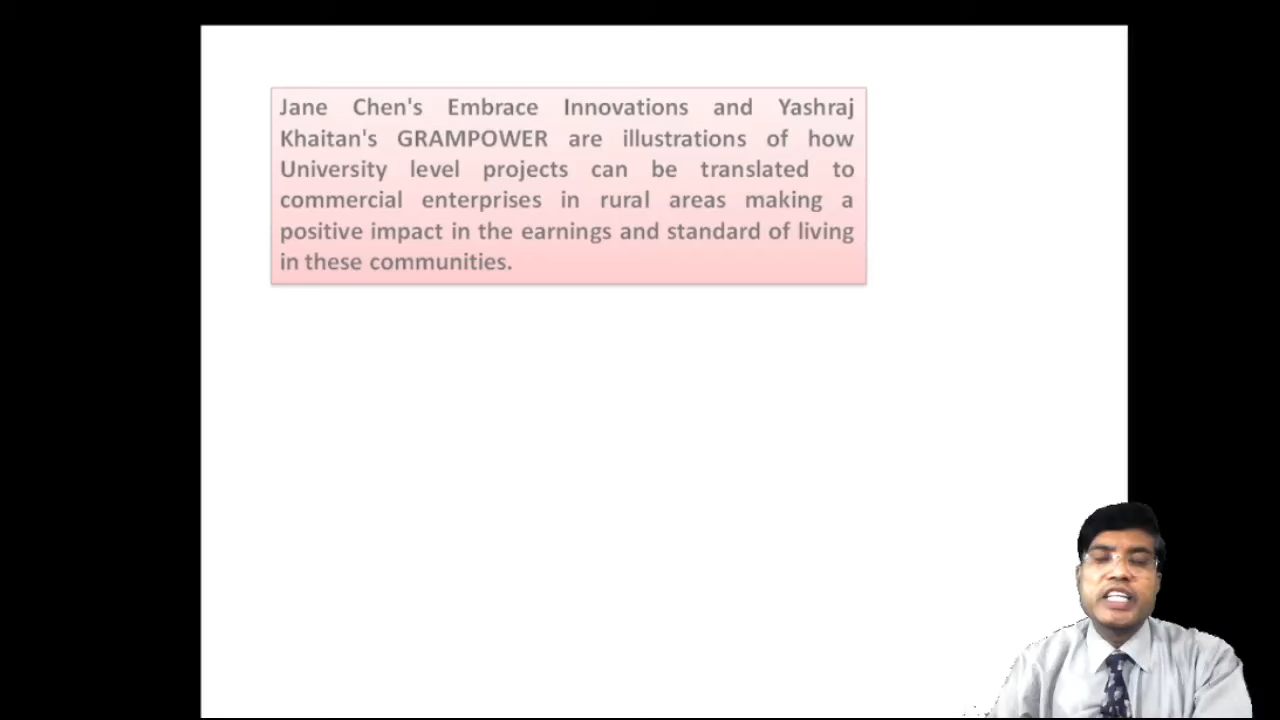 Jane Chen's Embrace Innovations and Yashraj
Khaitan's GRAMPOWER are illustrations of how
University level projects can be translated to
commercial enterprises in rural areas making a
positive impact in the earnings and standard of living
in these communities.